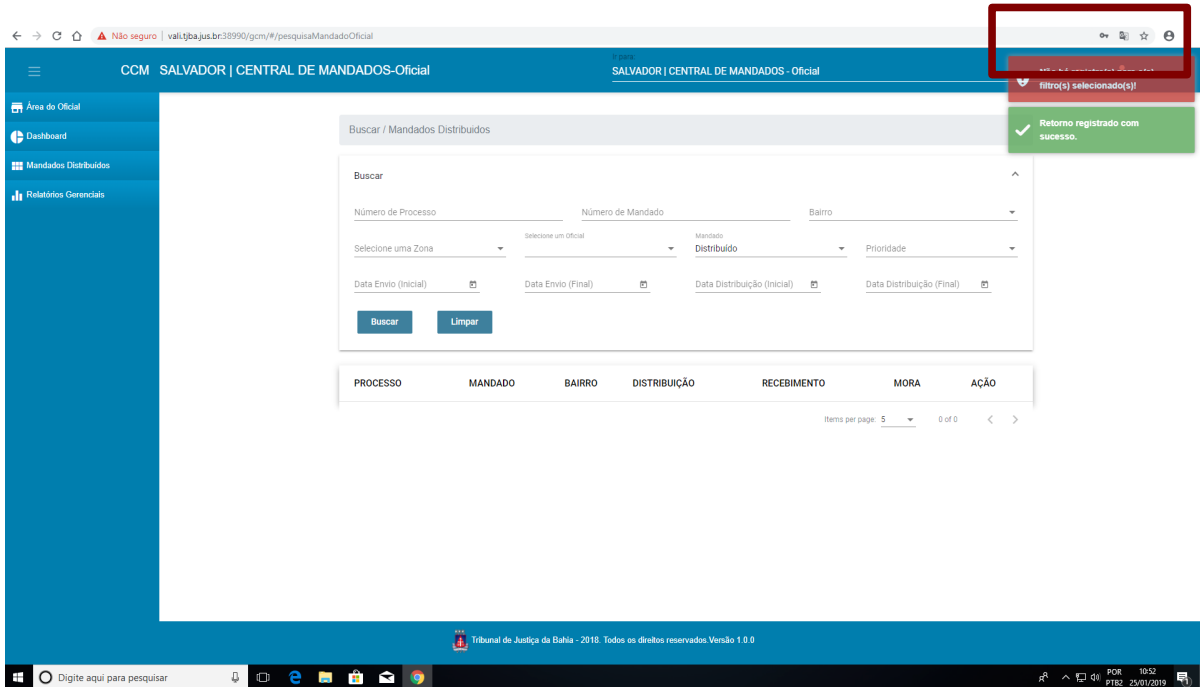 Não seguro | vali.tjba.jus.br:38990/gcm/#/pesquisaMandadoOficial
CCM SALVADOR | CENTRAL DE MANDADOS-Oficial
Ir para:
SALVADOR | CENTRAL DE MANDADOS - Oficial
filtro(s) selecionado(s)!
Retorno registrado com
sucesso.
Área do Oficial
Dashboard
Mandados Distribuídos
Relatórios Gerenciais
Buscar / Mandados Distribuidos
Buscar
Número de Processo Número de Mandado Bairro
Selecione um Oficial Mandado
Selecione uma Zona Distribuído Prioridade
Data Envio (Inicial) Data Envio (Final) Data Distribuição (Inicial) Data Distribuição (Final)
Buscar Limpar
PROCESSO MANDADO BAIRRO DISTRIBUIÇÃO RECEBIMENTO MORA AÇÃO
Items per page: 5 0 of 0
Tribunal de Justiça da Bahia - 2018. Todos os direitos reservados.Versão 1.0.0
Digite aqui para pesquisar
POR 10:52
PTB2 25/01/2019